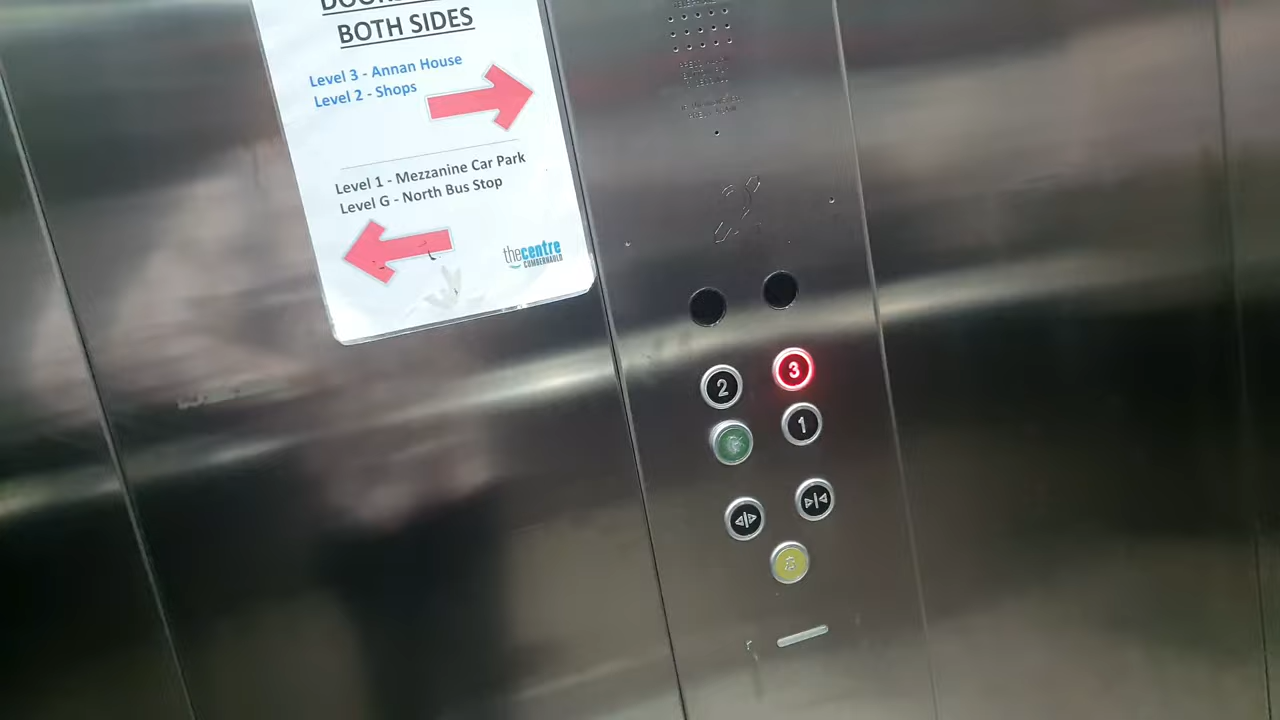 BOTH SIDES
Level 3 - Annan House
Level 2 - Shops
Level 1 - Mezzanine Car Park
Level G - North Bus Stop
thecentre
CUMBERNAULD
3
2
1